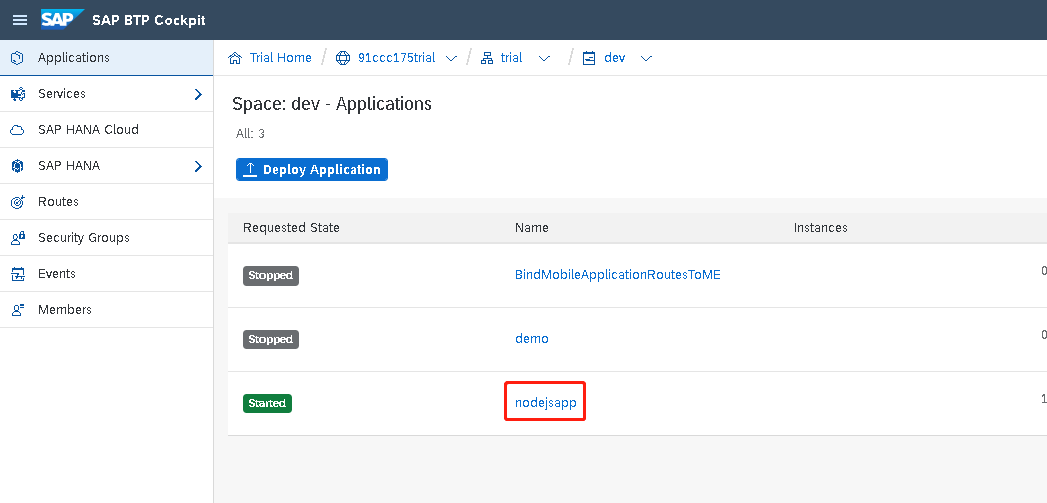 SAP SAP BTP Cockpit
Applications
Services
SAP HANA Cloud
SAP HANA
Routes
Security Groups
Events
Members
Trial Home / 91ccc175trial / trial / dev
Space: dev - Applications
All: 3
Deploy Application
Requested State Name Instances
Stopped BindMobileApplicationRoutesToME 0
Stopped demo 0
Started nodejsapp 1